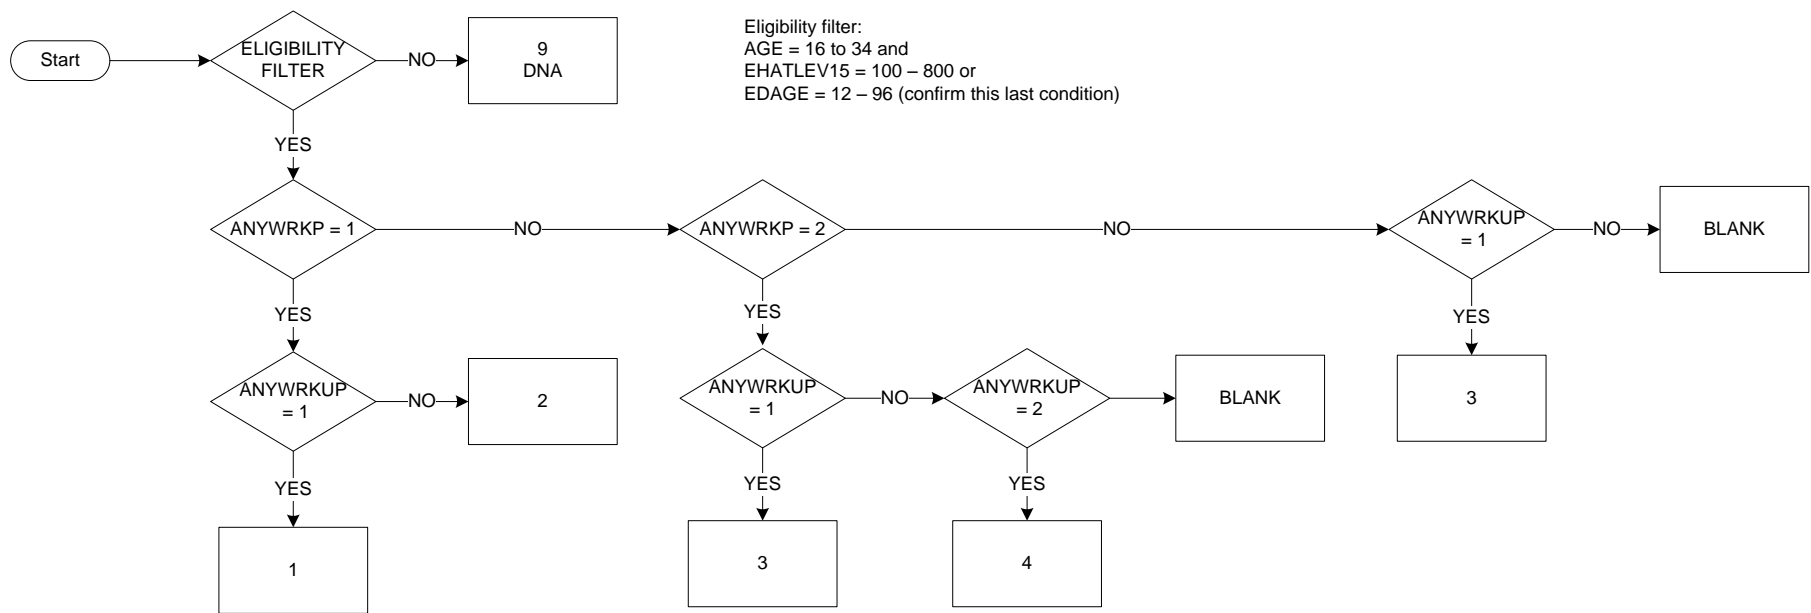 Start
ELIGIBILITY
FILTER
NO
9
DNA
Eligibility filter:
AGE = 16 to 34 and
EHATLEV15 = 100 – 800 or
EDAGE = 12 – 96 (confirm this last condition)
YES
ANYWRKP = 1
NO
ANYWRKP = 2
NO
ANYWRKUP
= 1
NO
BLANK
YES
YES
YES
ANYWRKUP
= 1
NO
2
ANYWRKUP
= 1
NO
ANYWRKUP
= 2
BLANK
3
YES
YES
YES
1
3
4